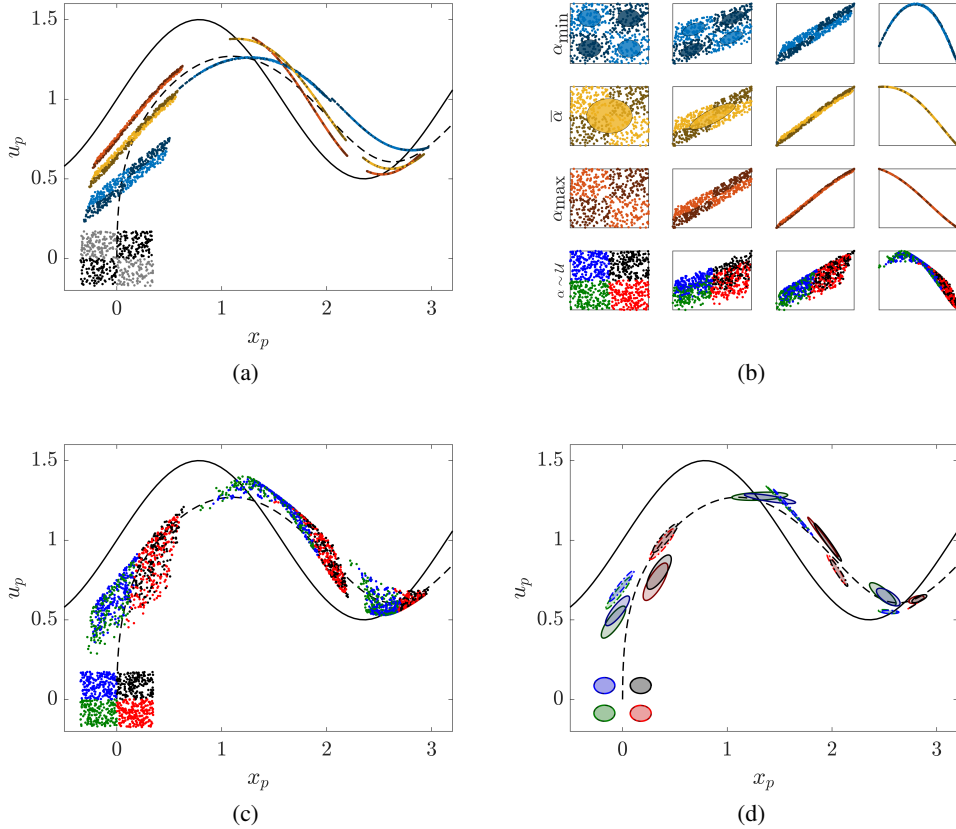 1.5
1
0.5
0
u_p
0 1 2 3
x_p
(a)
α_min
ᾱ
α_max
α ~ u
(b)
1.5
1
0.5
0
u_p
0 1 2 3
x_p
(c)
1.5
1
0.5
0
u_p
0 1 2 3
x_p
(d)